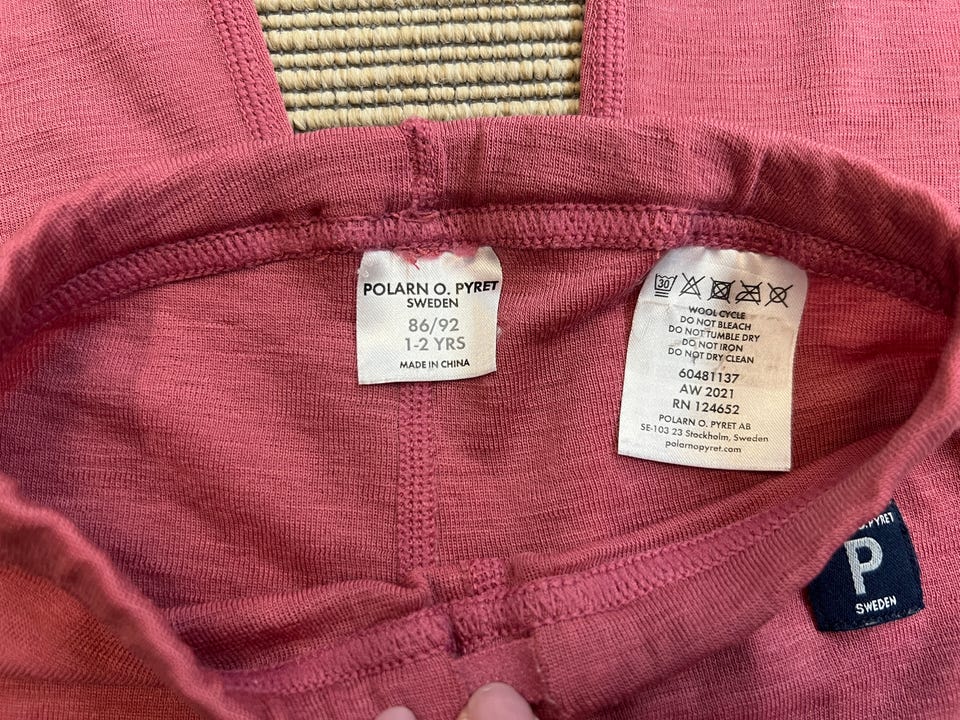 POLARN O. PYRET
SWEDEN
86/92
1-2 YRS
MADE IN CHINA
30
WOOL CYCLE
DO NOT BLEACH
DO NOT TUMBLE DRY
DO NOT IRON
DO NOT DRY CLEAN
60481137
AW 2021
RN 124652
POLARN O. PYRET AB
SE-103 23 Stockholm, Sweden
polarnopyret.com
O. PYRET
P
SWEDEN